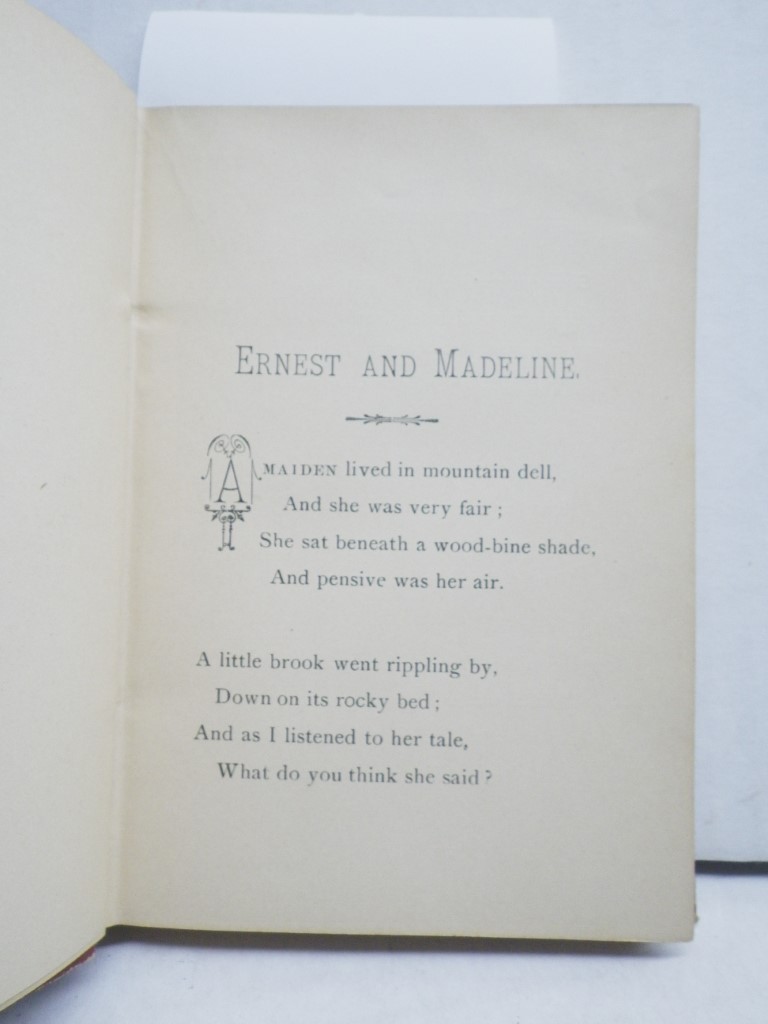 ERNEST AND MADELINE.
A MAIDEN lived in mountain dell,
And she was very fair ;
She sat beneath a wood-bine shade,
And pensive was her air.
A little brook went rippling by,
Down on its rocky bed ;
And as I listened to her tale,
What do you think she said ?